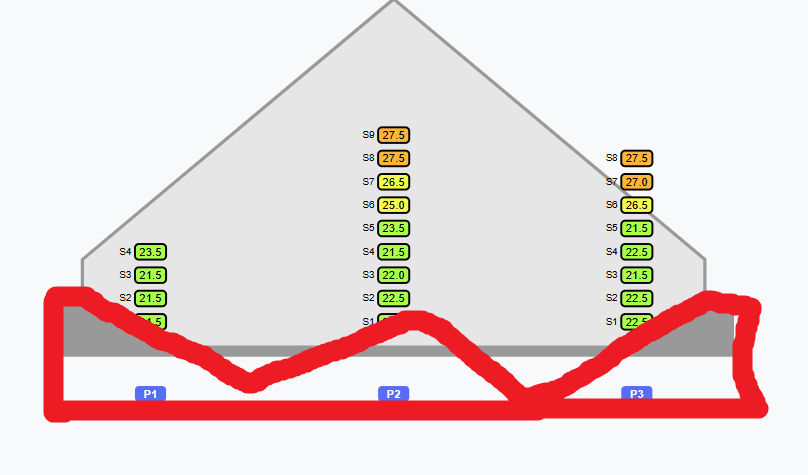 S9 27.5
S8 27.5
S8 27.5
S7 26.5
S7 27.0
S6 25.0
S6 26.5
S5 23.5
S5 21.5
S4 23.5
S4 21.5
S4 22.5
S3 21.5
S3 22.0
S3 21.5
S2 21.5
S2 22.5
S2 22.5
S1
S1 22.5
P1
P2
P3